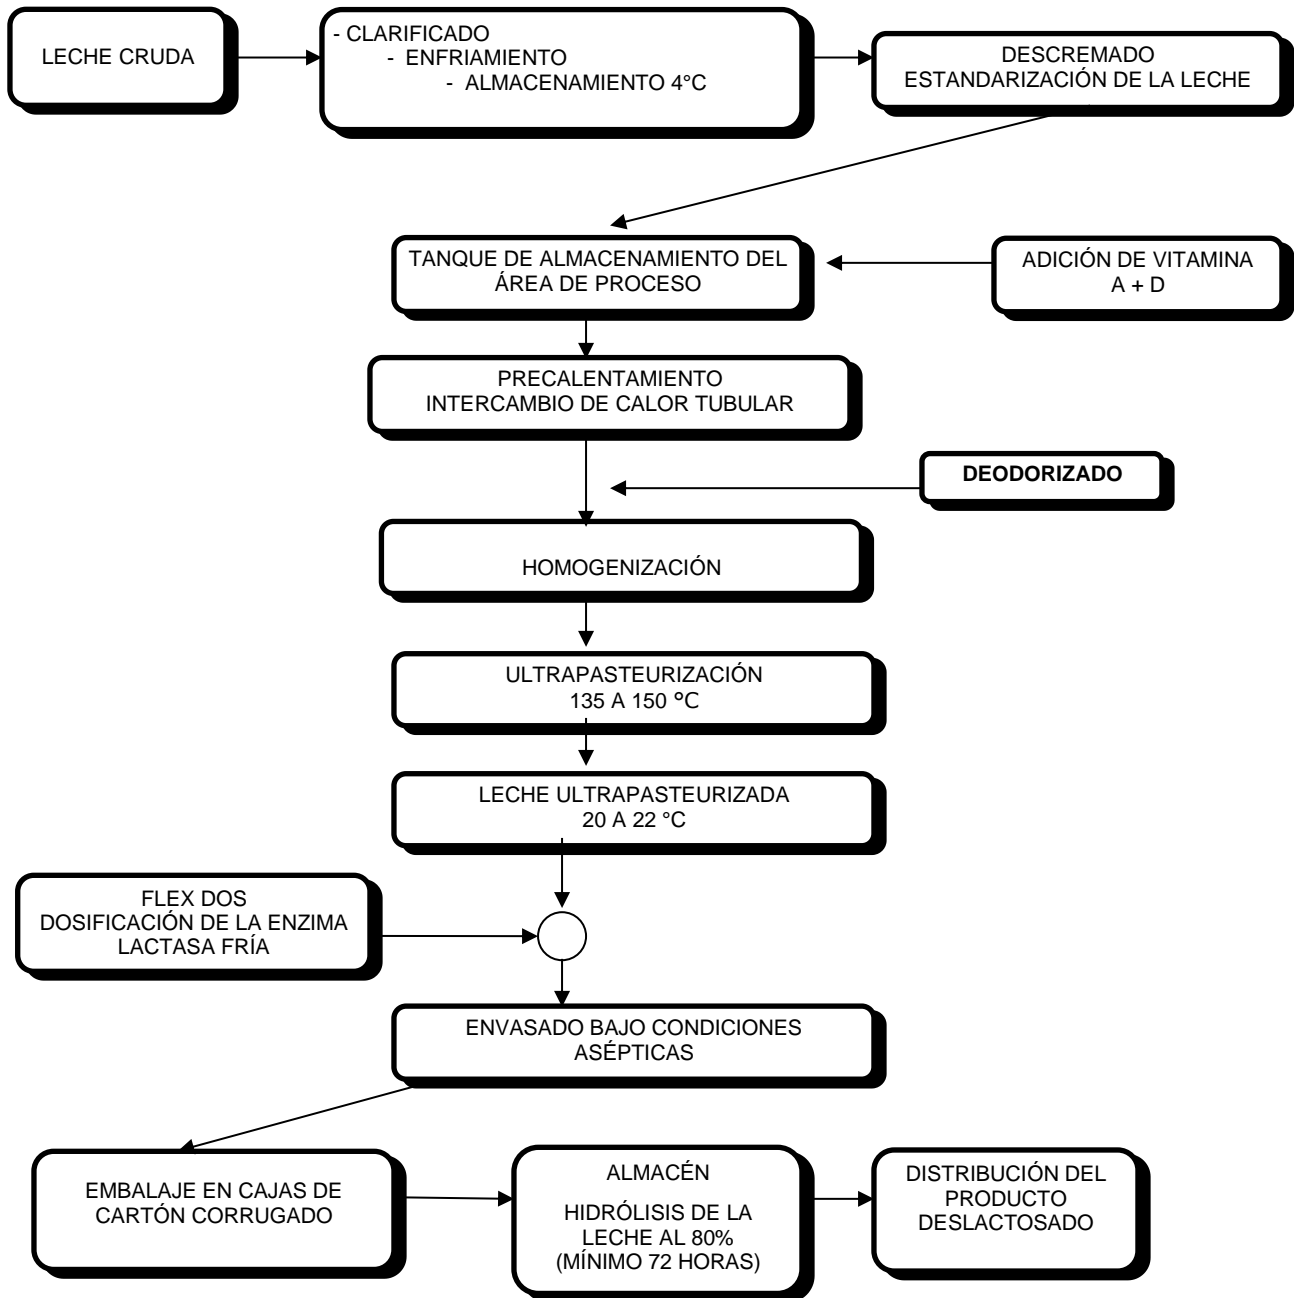 LECHE CRUDA
- CLARIFICADO
- ENFRIAMIENTO
- ALMACENAMIENTO 4°C
DESCREMADO
ESTANDARIZACIÓN DE LA LECHE
TANQUE DE ALMACENAMIENTO DEL
ÁREA DE PROCESO
ADICIÓN DE VITAMINA
A + D
PRECALENTAMIENTO
INTERCAMBIO DE CALOR TUBULAR
DEODORIZADO
HOMOGENIZACIÓN
ULTRAPASTEURIZACIÓN
135 A 150 °C
LECHE ULTRAPASTEURIZADA
20 A 22 °C
FLEX DOS
DOSIFICACIÓN DE LA ENZIMA
LACTASA FRÍA
ENVASADO BAJO CONDICIONES
ASÉPTICAS
EMBALAJE EN CAJAS DE
CARTÓN CORRUGADO
ALMACÉN
HIDRÓLISIS DE LA
LECHE AL 80%
(MÍNIMO 72 HORAS)
DISTRIBUCIÓN DEL
PRODUCTO
DESLACTOSADO